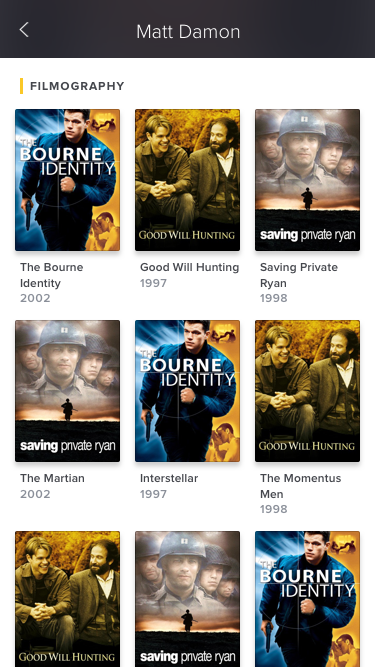 Matt Damon
FILMOGRAPHY
THE
BOURNE
IDENTITY
GOOD WILL HUNTING
saving private ryan
The Bourne
Identity
2002
Good Will Hunting
1997
Saving Private
Ryan
1998
saving private ryan
THE
BOURNE
IDENTITY
GOOD WILL HUNTING
The Martian
2002
Interstellar
1997
The Momentus
Men
1998
GOOD WILL HUNTING
saving private ryan
THE
BOURNE
IDENTITY